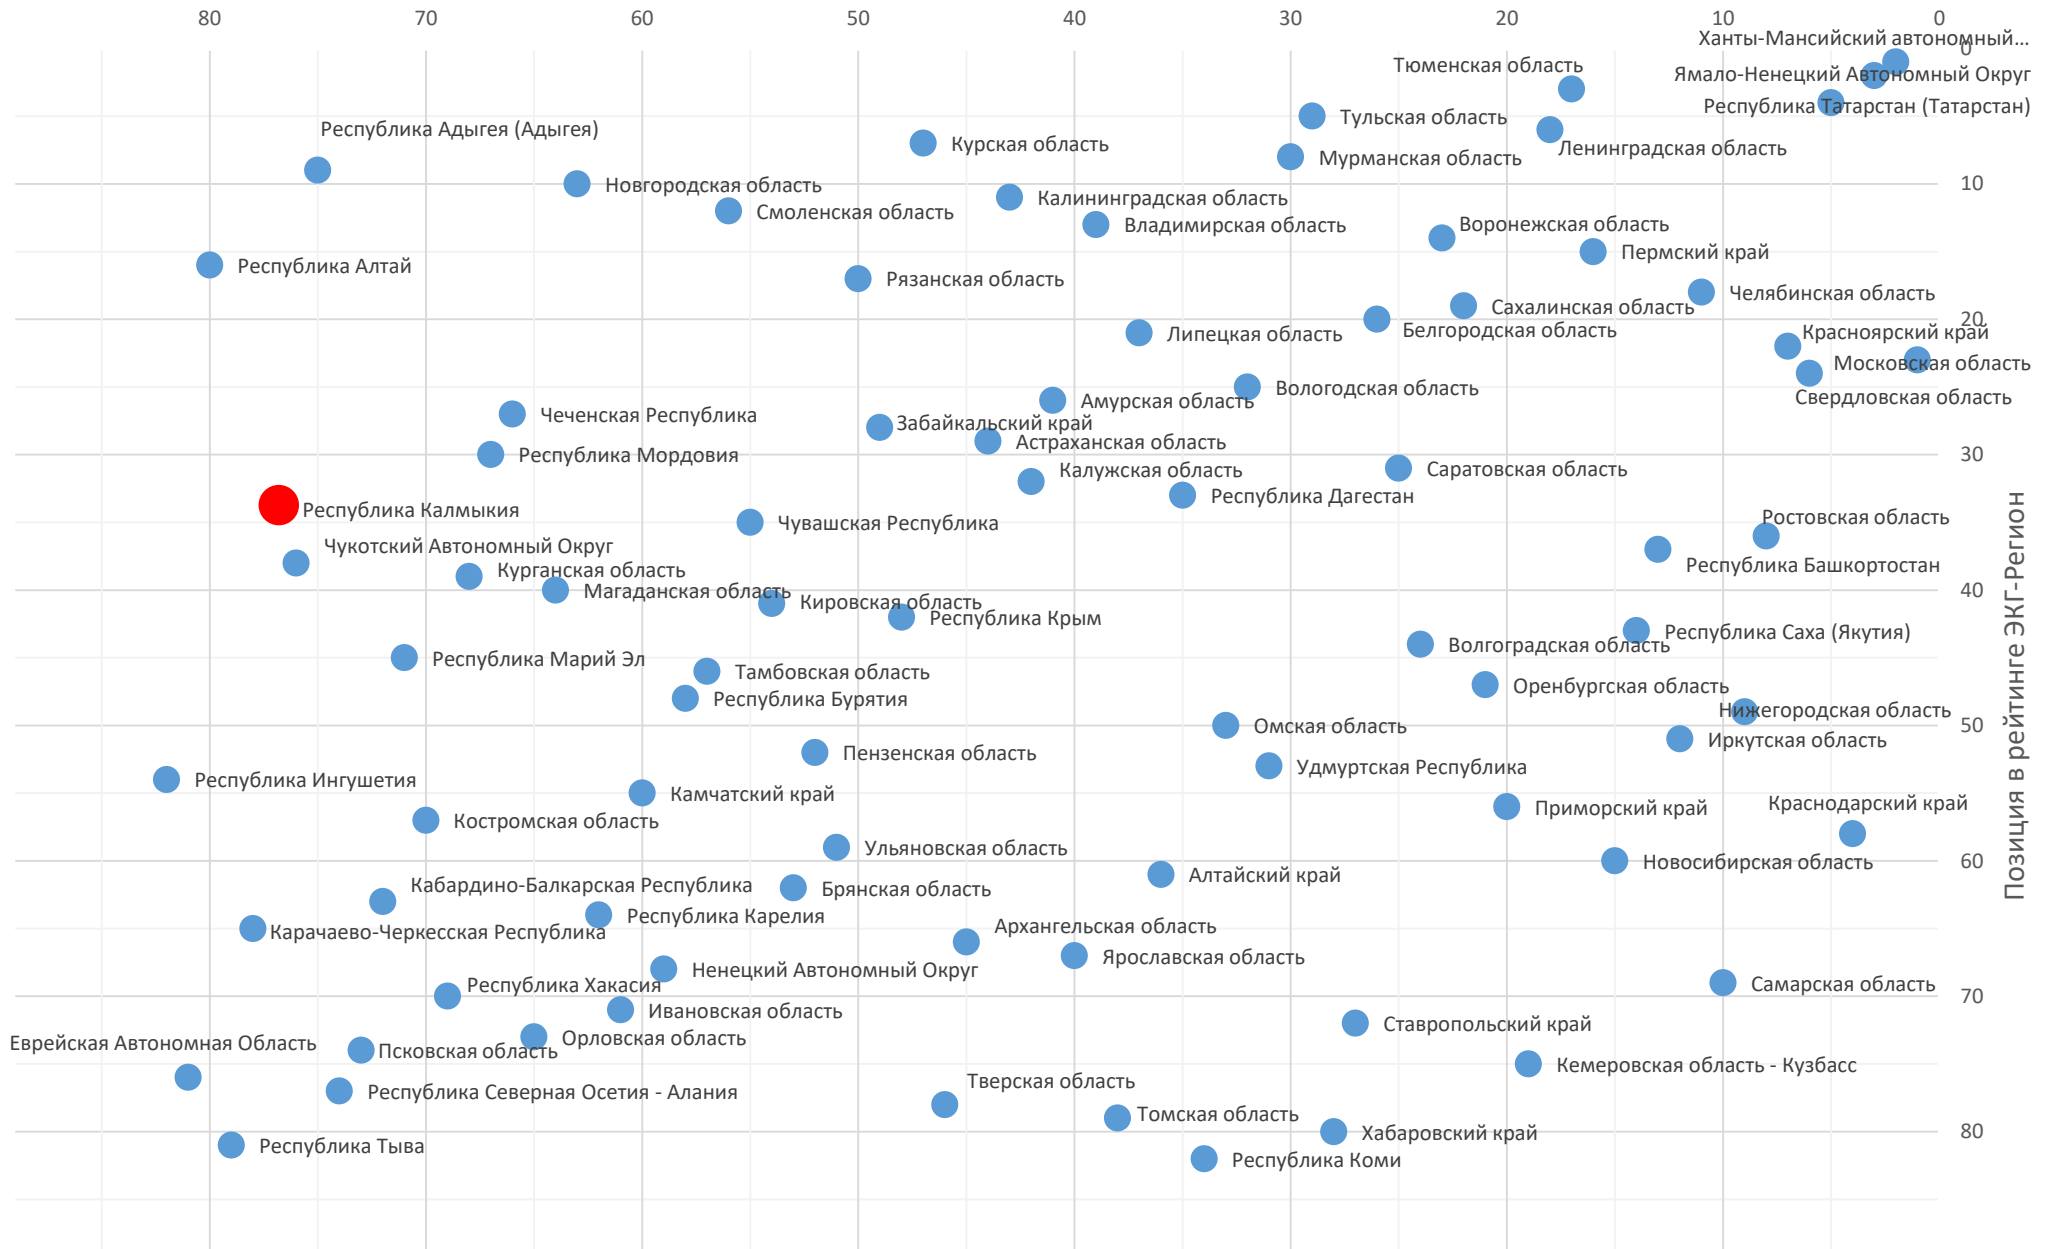 80 70 60 50 40 30 20 10 0
Ханты-Мансийский автономный...
0
Тюменская область
Ямало-Ненецкий Автономный Округ
Республика Татарстан (Татарстан)
Тульская область
Республика Адыгея (Адыгея)
Курская область
Ленинградская область
Мурманская область
10
Новгородская область
Калининградская область
Смоленская область
Владимирская область
Воронежская область
Пермский край
Республика Алтай
Рязанская область
Челябинская область
Сахалинская область
20
Белгородская область
Липецкая область
Красноярский край
Московская область
Вологодская область
Свердловская область
Амурская область
Чеченская Республика
Забайкальский край
Астраханская область
30
Республика Мордовия
Калужская область
Саратовская область
Республика Дагестан
Республика Калмыкия
Ростовская область
Чувашская Республика
Чукотский Автономный Округ
Республика Башкортостан
Курганская область
40
Магаданская область
Кировская область
Республика Крым
Республика Саха (Якутия)
Волгоградская область
Республика Марий Эл
Тамбовская область
Оренбургская область
Республика Бурятия
Нижегородская область
50
Омская область
Иркутская область
Пензенская область
Удмуртская Республика
Республика Ингушетия
Камчатский край
Краснодарский край
Приморский край
Костромская область
Ульяновская область
60
Новосибирская область
Алтайский край
Кабардино-Балкарская Республика
Брянская область
Республика Карелия
Архангельская область
Карачаево-Черкесская Республика
Ярославская область
Ненецкий Автономный Округ
Республика Хакасия
Самарская область
70
Ивановская область
Ставропольский край
Орловская область
Еврейская Автономная Область
Псковская область
Кемеровская область - Кузбасс
Тверская область
Республика Северная Осетия - Алания
Томская область
80
Хабаровский край
Республика Тыва
Республика Коми
Позиция в рейтинге ЭКГ-Регион